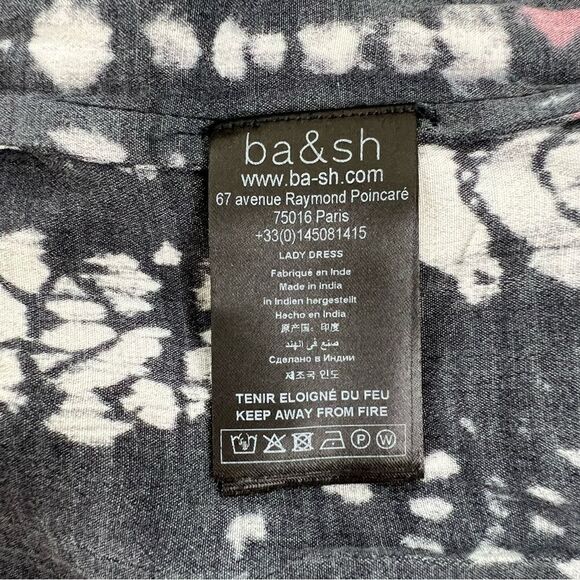 ba&sh
www.ba-sh.com
67 avenue Raymond Poincaré
75016 Paris
+33(0)145081415
LADY DRESS
Fabriqué en Inde
Made in India
in Indien hergestellt
Hecho en India
原产国：印度
صنع في الهند
Сделано в Индии
제조국 인도
TENIR ELOIGNÉ DU FEU
KEEP AWAY FROM FIRE
P W